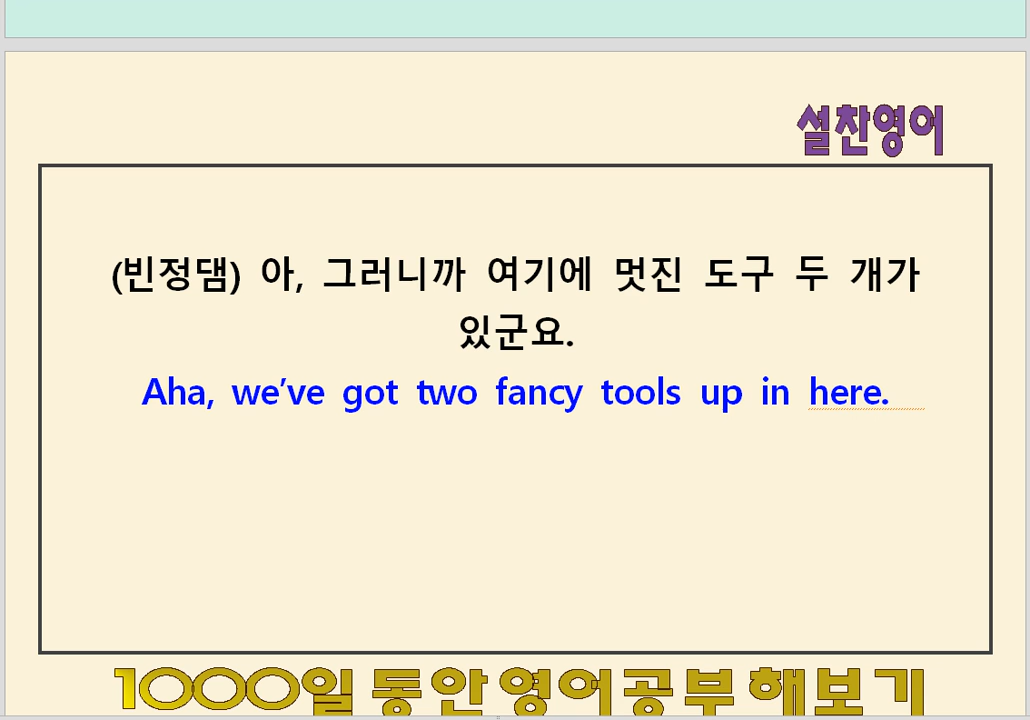 설찬영어
(빈정댐) 아, 그러니까 여기에 멋진 도구 두 개가
있군요.
Aha, we've got two fancy tools up in here.
1000일동안영어공부해보기